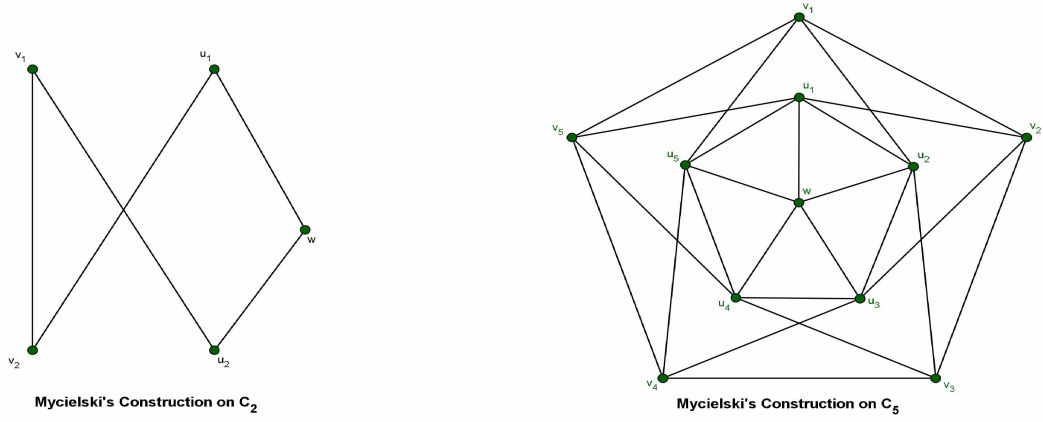 v1
u1
w
v2
u2
Mycielski's Construction on C2
v1
u1
v5
v2
u5
u2
w
u4
u3
v4
v3
Mycielski's Construction on C5